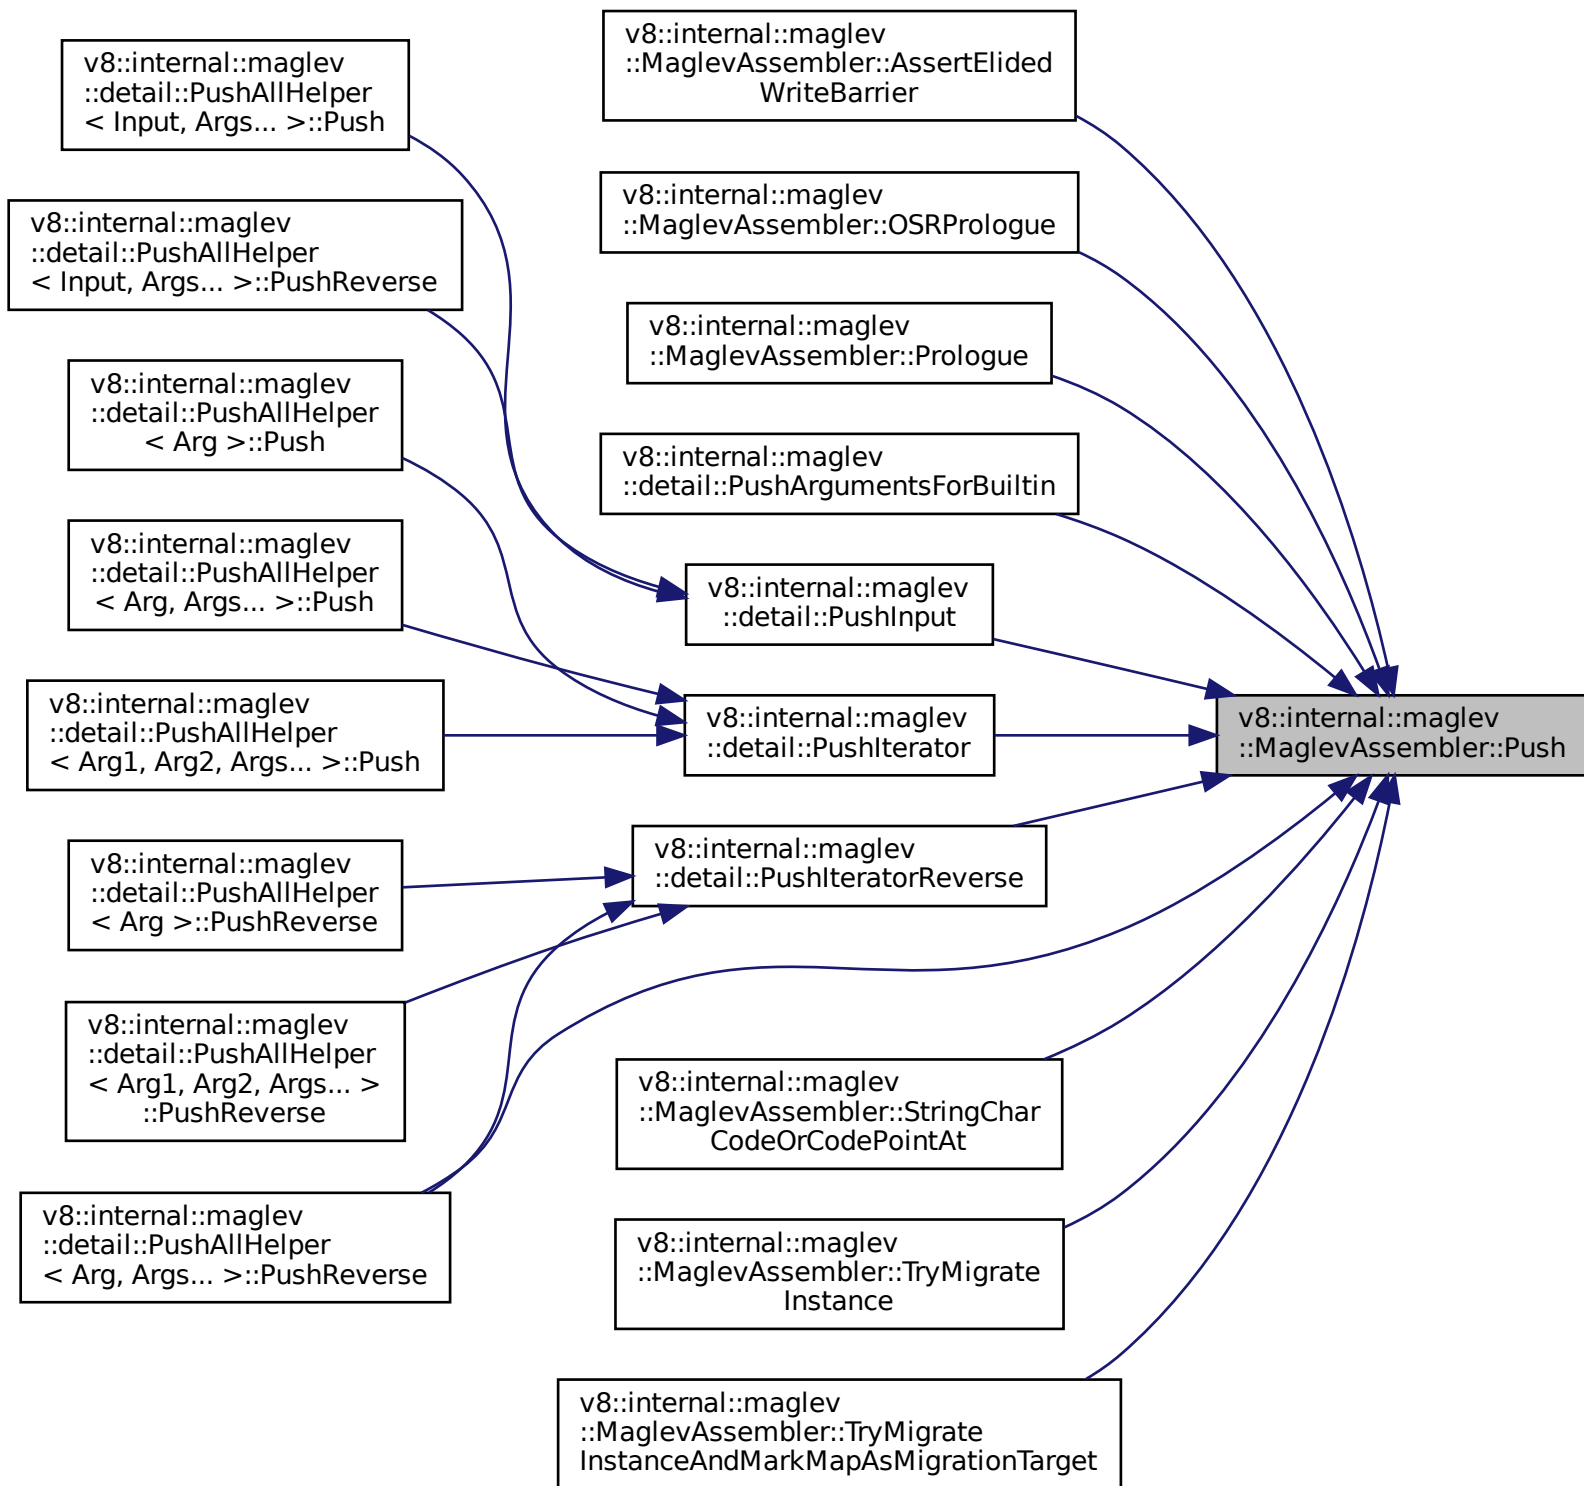 v8::internal::maglev
::detail::PushAllHelper
< Input, Args... >::Push
v8::internal::maglev
::detail::PushAllHelper
< Input, Args... >::PushReverse
v8::internal::maglev
::detail::PushAllHelper
< Arg >::Push
v8::internal::maglev
::detail::PushAllHelper
< Arg, Args... >::Push
v8::internal::maglev
::detail::PushAllHelper
< Arg1, Arg2, Args... >::Push
v8::internal::maglev
::detail::PushAllHelper
< Arg >::PushReverse
v8::internal::maglev
::detail::PushAllHelper
< Arg1, Arg2, Args... >
::PushReverse
v8::internal::maglev
::detail::PushAllHelper
< Arg, Args... >::PushReverse
v8::internal::maglev
::MaglevAssembler::AssertElided
WriteBarrier
v8::internal::maglev
::MaglevAssembler::OSRPrologue
v8::internal::maglev
::MaglevAssembler::Prologue
v8::internal::maglev
::detail::PushArgumentsForBuiltin
v8::internal::maglev
::detail::PushInput
v8::internal::maglev
::detail::PushIterator
v8::internal::maglev
::detail::PushIteratorReverse
v8::internal::maglev
::MaglevAssembler::StringChar
CodeOrCodePointAt
v8::internal::maglev
::MaglevAssembler::TryMigrate
Instance
v8::internal::maglev
::MaglevAssembler::TryMigrate
InstanceAndMarkMapAsMigrationTarget
v8::internal::maglev
::MaglevAssembler::Push